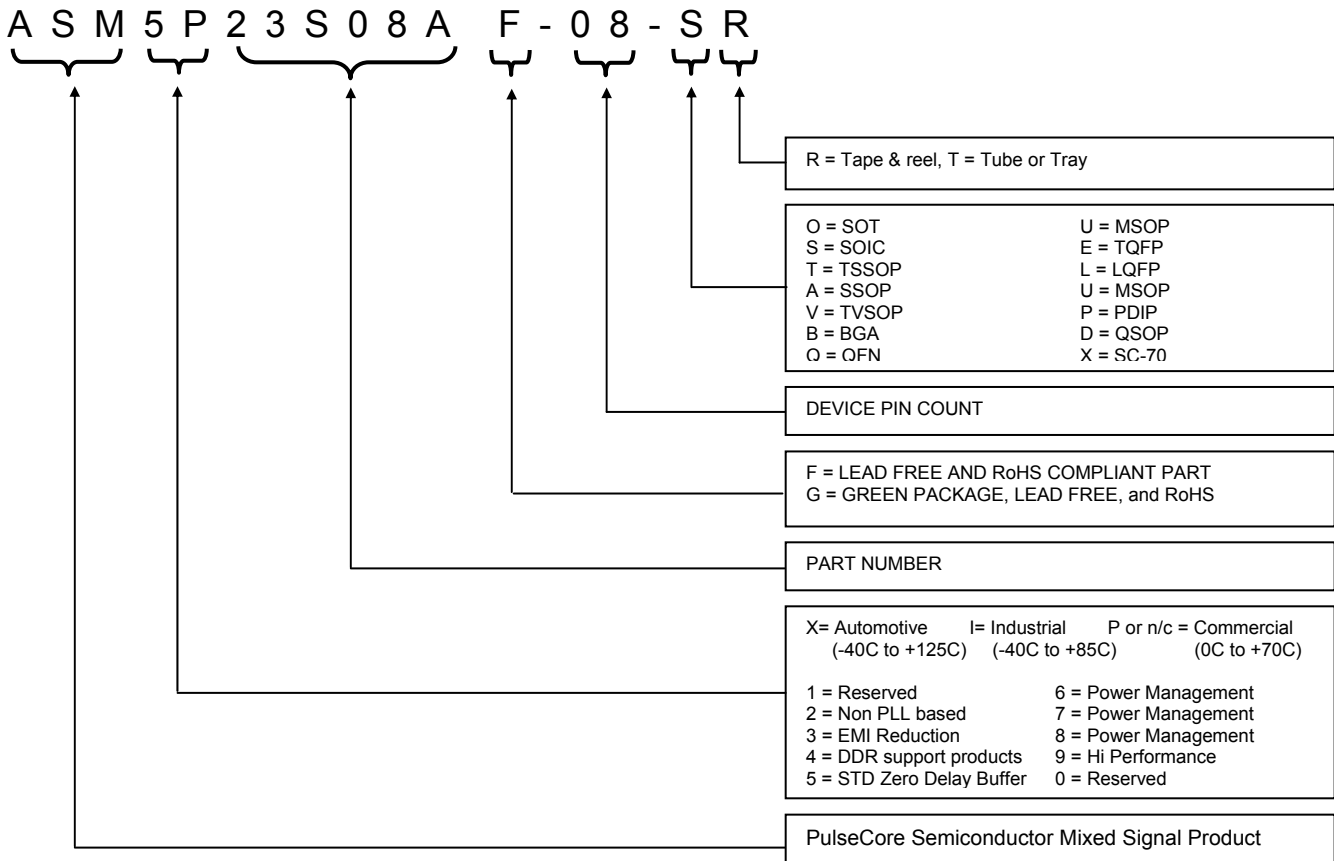 A S M 5 P 2 3 S 0 8 A F - 0 8 - S R
R = Tape & reel, T = Tube or Tray
O = SOT U = MSOP
S = SOIC E = TQFP
T = TSSOP L = LQFP
A = SSOP U = MSOP
V = TVSOP P = PDIP
B = BGA D = QSOP
Q = QFN X = SC-70
DEVICE PIN COUNT
F = LEAD FREE AND RoHS COMPLIANT PART
G = GREEN PACKAGE, LEAD FREE, and RoHS
PART NUMBER
X= Automotive I= Industrial P or n/c = Commercial
(-40C to +125C) (-40C to +85C) (0C to +70C)
1 = Reserved 6 = Power Management
2 = Non PLL based 7 = Power Management
3 = EMI Reduction 8 = Power Management
4 = DDR support products 9 = Hi Performance
5 = STD Zero Delay Buffer 0 = Reserved
PulseCore Semiconductor Mixed Signal Product